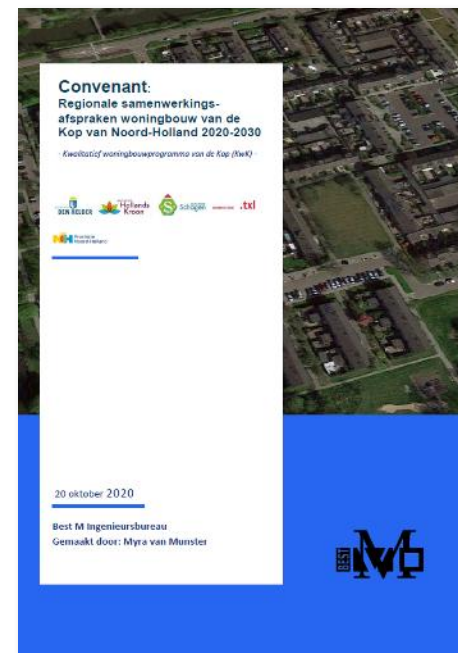 Convenant:
Regionale samenwerkings-
afspraken woningbouw van de
Kop van Noord-Holland 2020-2030
- Kwalitatief woningbouwprogramma van de Kop (KwK) -
DEN HELDER Hollands Kroon Schagen .txl
Provincie
Noord-Holland
20 oktober 2020
Best M Ingenieursbureau
Gemaakt door: Myra van Munster
BEST M